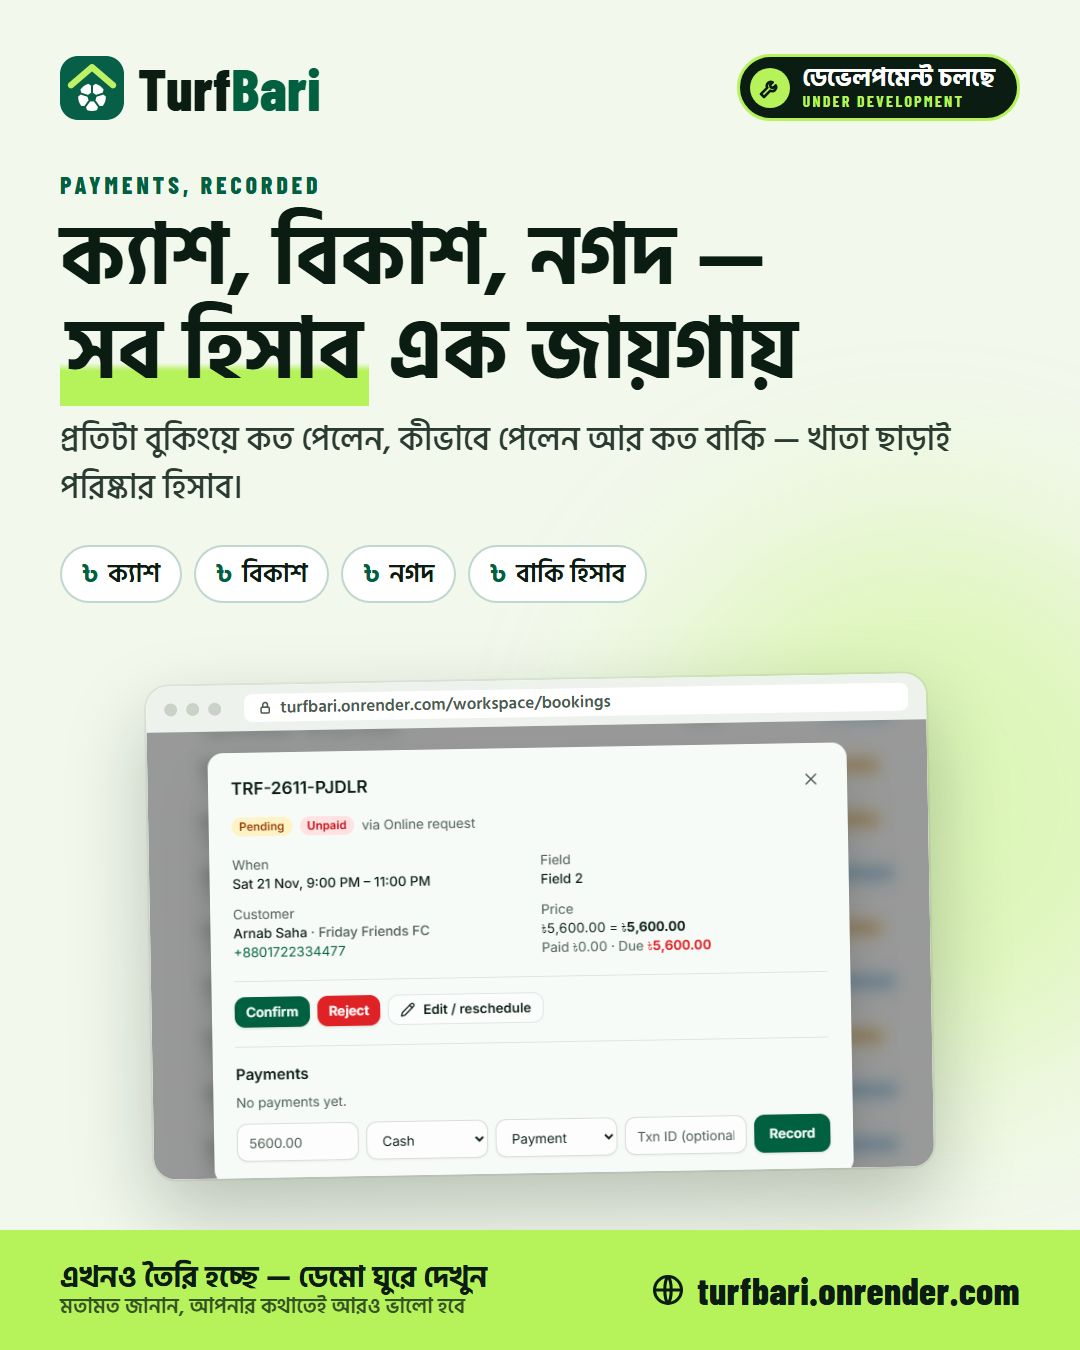 TurfBari
ডেভেলপমেন্ট চলছে
UNDER DEVELOPMENT
PAYMENTS, RECORDED
ক্যাশ, বিকাশ, নগদ —
সব হিসাব এক জায়গায়
প্রতিটা বুকিংয়ে কত পেলেন, কীভাবে পেলেন আর কত বাকি — খাতা ছাড়াই
পরিষ্কার হিসাব।
৳ ক্যাশ
৳ বিকাশ
৳ নগদ
৳ বাকি হিসাব
turfbari.onrender.com/workspace/bookings
TRF-2611-PJDLR
Pending Unpaid via Online request
When
Sat 21 Nov, 9:00 PM – 11:00 PM
Field
Field 2
Customer
Arnab Saha · Friday Friends FC
+8801722334477
Price
৳5,600.00 = ৳5,600.00
Paid ৳0.00 · Due ৳5,600.00
Confirm Reject Edit / reschedule
Payments
No payments yet.
5600.00 Cash Payment Txn ID (optional Record
এখনও তৈরি হচ্ছে — ডেমো ঘুরে দেখুন
মতামত জানান, আপনার কথাতেই আরও ভালো হবে
turfbari.onrender.com